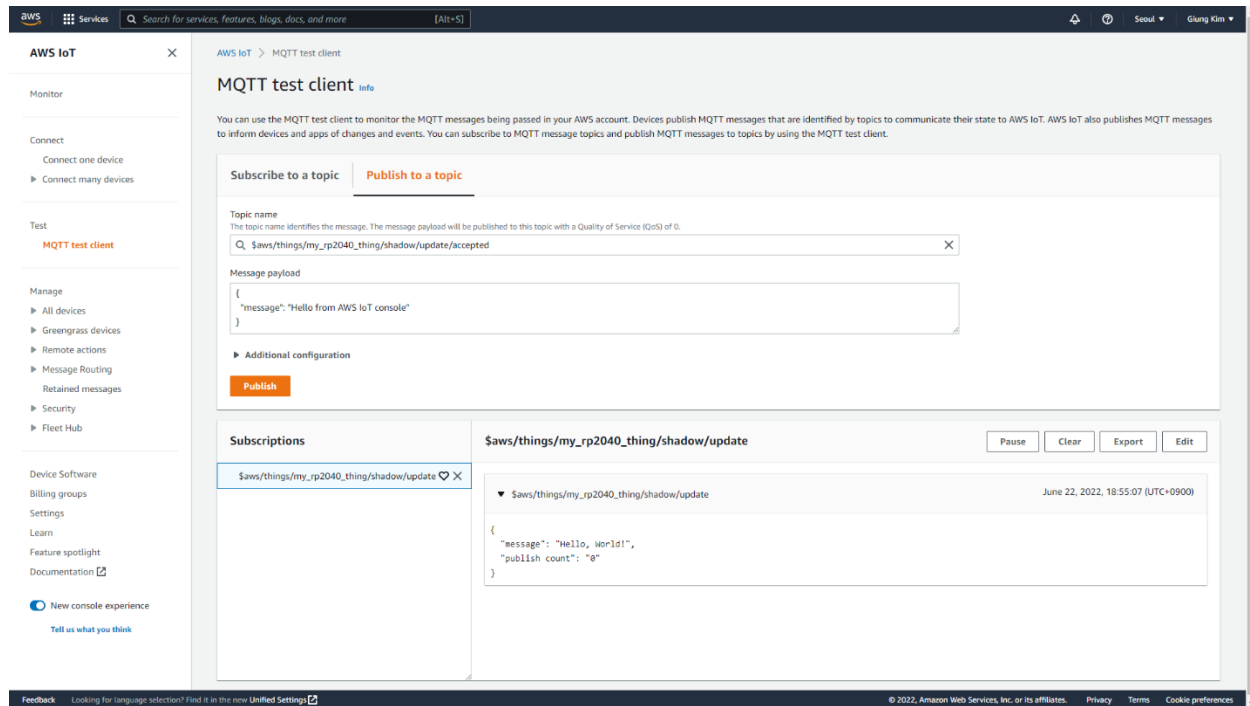 aws
Services
Search for services, features, blogs, docs, and more
[Alt+S]
Seoul
Giung Kim
AWS IoT
Monitor
Connect
Connect one device
Connect many devices
Test
MQTT test client
Manage
All devices
Greengrass devices
Remote actions
Message Routing
Retained messages
Security
Fleet Hub
Device Software
Billing groups
Settings
Learn
Feature spotlight
Documentation
New console experience
Tell us what you think
AWS IoT > MQTT test client
MQTT test client Info
You can use the MQTT test client to monitor the MQTT messages being passed in your AWS account. Devices publish MQTT messages that are identified by topics to communicate their state to AWS IoT. AWS IoT also publishes MQTT messages
to inform devices and apps of changes and events. You can subscribe to MQTT message topics and publish MQTT messages to topics by using the MQTT test client.
Subscribe to a topic
Publish to a topic
Topic name
The topic name identifies the message. The message payload will be published to this topic with a Quality of Service (QoS) of 0.
$aws/things/my_rp2040_thing/shadow/update/accepted
Message payload
{
"message": "Hello from AWS IoT console"
}
Additional configuration
Publish
Subscriptions
$aws/things/my_rp2040_thing/shadow/update
$aws/things/my_rp2040_thing/shadow/update
Pause
Clear
Export
Edit
$aws/things/my_rp2040_thing/shadow/update
June 22, 2022, 18:55:07 (UTC+0900)
{
"message": "Hello, World!",
"publish count": "0"
}
Feedback
Looking for language selection? Find it in the new Unified Settings
© 2022, Amazon Web Services, Inc. or its affiliates.
Privacy
Terms
Cookie preferences